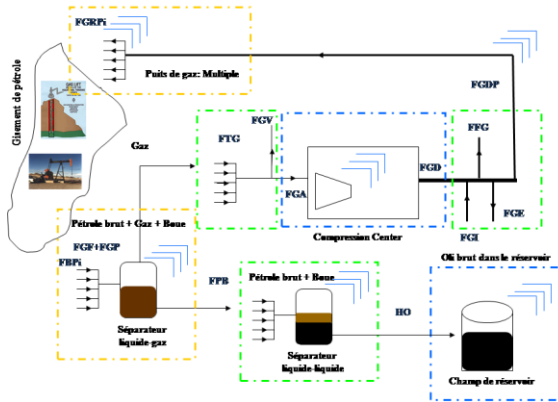 FGRPi
Puits de gaz: Multiple
Gisement de pétrole
FGDP
Gaz
FTG
FGV
FGA
Compression Center
FGD
FFG
FGE
FGI
Pétrole brut + Gaz + Boue
FGF+FGP
FBPi
Séparateur
liquide-gaz
FPB
Pétrole brut + Boue
Séparateur
liquide-liquide
HO
Oli brut dans le réservoir
Champ de réservoir